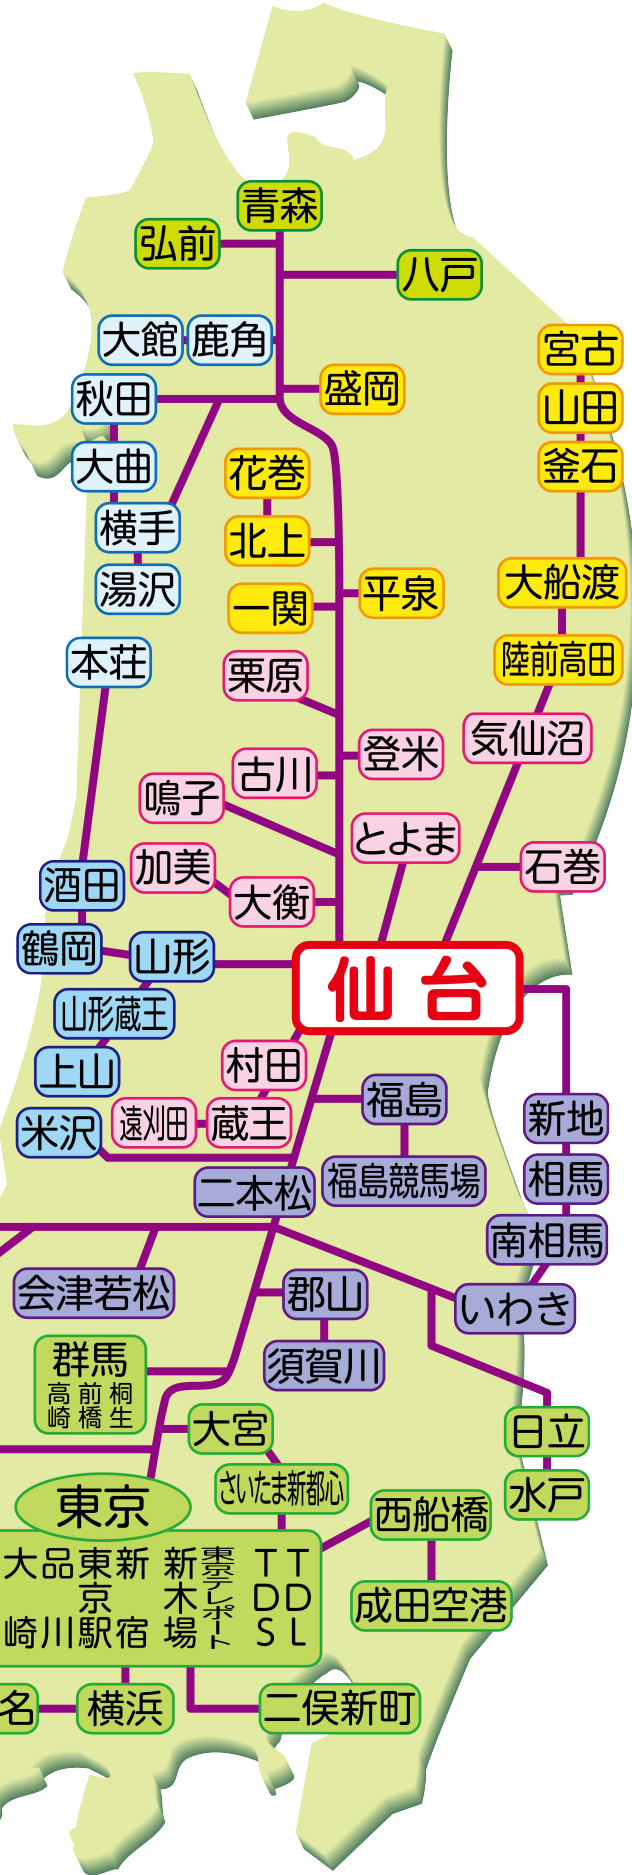 青森
弘前
八戸
大館
鹿角
宮古
盛岡
秋田
山田
大曲
花巻
釜石
横手
北上
湯沢
一関
平泉
大船渡
本荘
栗原
陸前高田
気仙沼
登米
古川
鳴子
とよま
加美
石巻
酒田
大衡
鶴岡
山形
仙台
山形蔵王
上山
村田
福島
新地
遠刈田
蔵王
米沢
二本松
福島競馬場
相馬
南相馬
会津若松
郡山
いわき
須賀川
群馬
高崎
前橋
桐生
大宮
日立
さいたま新都心
水戸
東京
西船橋
大崎
品川
東京駅
新宿
新木場
東京テレポート
TDS
TDL
成田空港
名
横浜
二俣新町